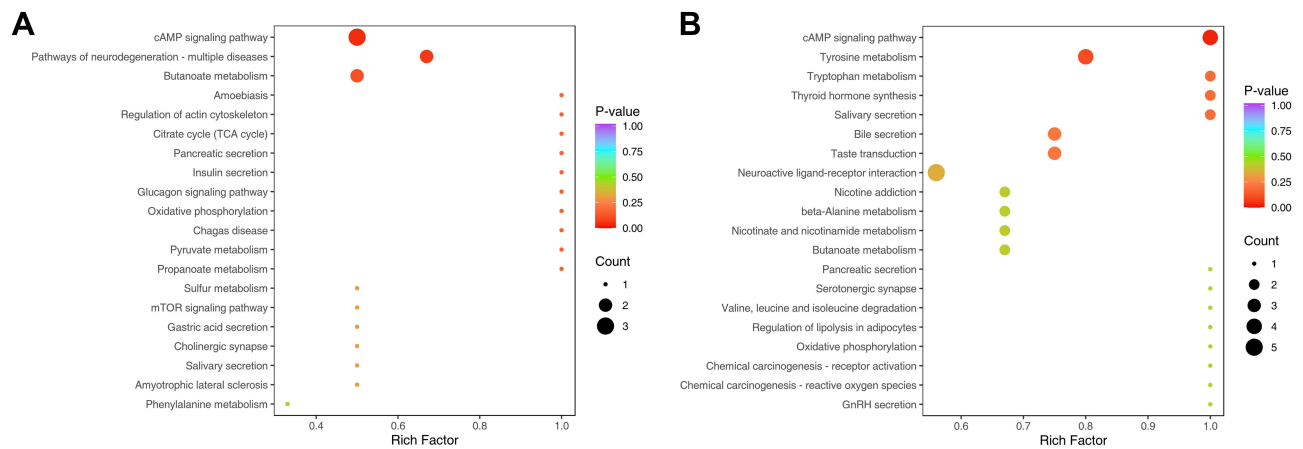 A
cAMP signaling pathway
Pathways of neurodegeneration - multiple diseases
Butanoate metabolism
Amoebiasis
Regulation of actin cytoskeleton
Citrate cycle (TCA cycle)
Pancreatic secretion
Insulin secretion
Glucagon signaling pathway
Oxidative phosphorylation
Chagas disease
Pyruvate metabolism
Propanoate metabolism
Sulfur metabolism
mTOR signaling pathway
Gastric acid secretion
Cholinergic synapse
Salivary secretion
Amyotrophic lateral sclerosis
Phenylalanine metabolism
0.4 0.6 0.8 1.0
Rich Factor
P-value
1.00
0.75
0.50
0.25
0.00
Count
1
2
3
B
cAMP signaling pathway
Tyrosine metabolism
Tryptophan metabolism
Thyroid hormone synthesis
Salivary secretion
Bile secretion
Taste transduction
Neuroactive ligand-receptor interaction
Nicotine addiction
beta-Alanine metabolism
Nicotinate and nicotinamide metabolism
Butanoate metabolism
Pancreatic secretion
Serotonergic synapse
Valine, leucine and isoleucine degradation
Regulation of lipolysis in adipocytes
Oxidative phosphorylation
Chemical carcinogenesis - receptor activation
Chemical carcinogenesis - reactive oxygen species
GnRH secretion
0.6 0.7 0.8 0.9 1.0
Rich Factor
P-value
1.00
0.75
0.50
0.25
0.00
Count
1
2
3
4
5